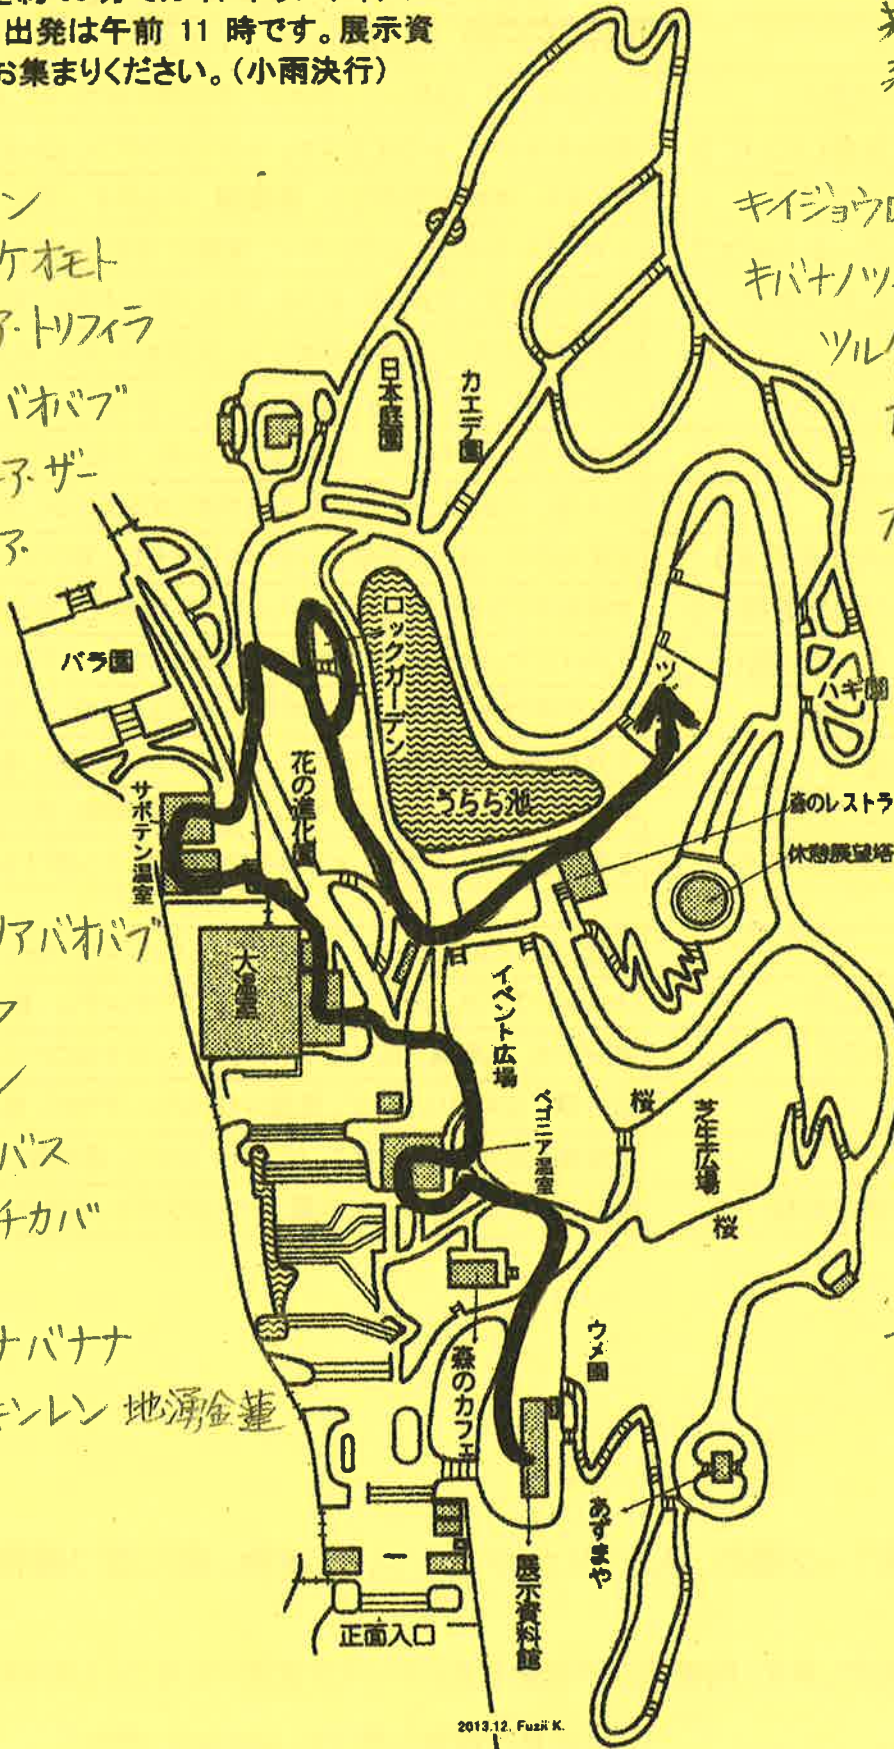 出発は午前 11 時です。展示資
お集まりください。(小雨決行)
ン
ケオモト
ア・トリフィラ
バオバブ
ア・ザー
ア・
リアバオバブ
ア
ン
バス
チカバ
ナバナナ
キンレン 地湧金蓮
キイジョウロ
キバナノツ
ツル
日本庭園
カエデ園
バラ園
ロックガーデン
ツ
ハギ園
花の進化園
うらら池
サボテン温室
森のレストラ
休憩展望塔
大温室
イベント広場
ベゴニア温室
桜
芝生広場
桜
ウメ園
森のカフェ
あずまや
展示資料館
正面入口
2013.12. Fuzii K.